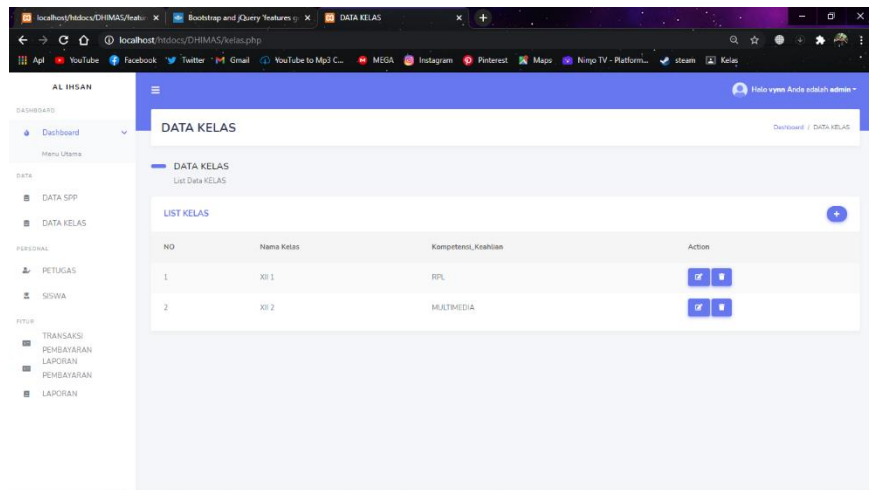 localhost/htdocs/DHIMAS/featur
Bootstrap and jQuery 'features g
DATA KELAS
localhost/htdocs/DHIMAS/kelas.php
Apl YouTube Facebook Twitter Gmail YouTube to Mp3 C... MEGA Instagram Pinterest Maps Nimo TV - Platform... steam Kelas
AL IHSAN
Halo vynn Anda adalah admin
DASHBOARD
Dashboard
Menu Utama
DATA
DATA SPP
DATA KELAS
PERSONAL
PETUGAS
SISWA
FITUR
TRANSAKSI
PEMBAYARAN
LAPORAN
PEMBAYARAN
LAPORAN
DATA KELAS
Dashboard / DATA KELAS
DATA KELAS
List Data KELAS
LIST KELAS
NO Nama Kelas Kompetensi_Keahlian Action
1 XII 1 RPL
2 XII 2 MULTIMEDIA